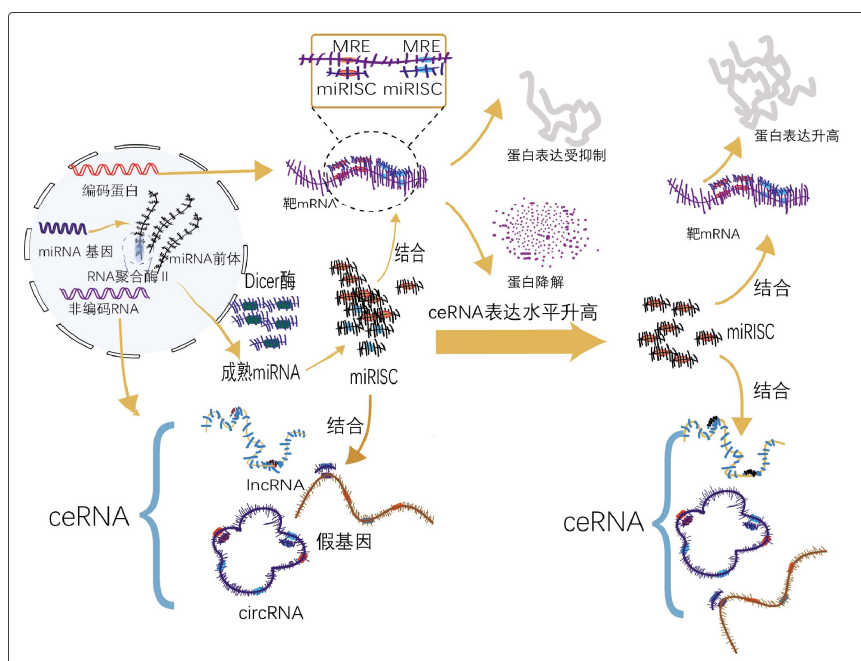 MRE MRE
miRISC miRISC
蛋白表达受抑制
蛋白表达升高
编码蛋白
靶mRNA
靶mRNA
miRNA 基因
miRNA前体
RNA聚合酶Ⅱ
非编码RNA
结合
蛋白降解
Dicer酶
ceRNA表达水平升高
结合
miRISC
成熟miRNA
miRISC
结合
结合
lncRNA
ceRNA
假基因
ceRNA
circRNA